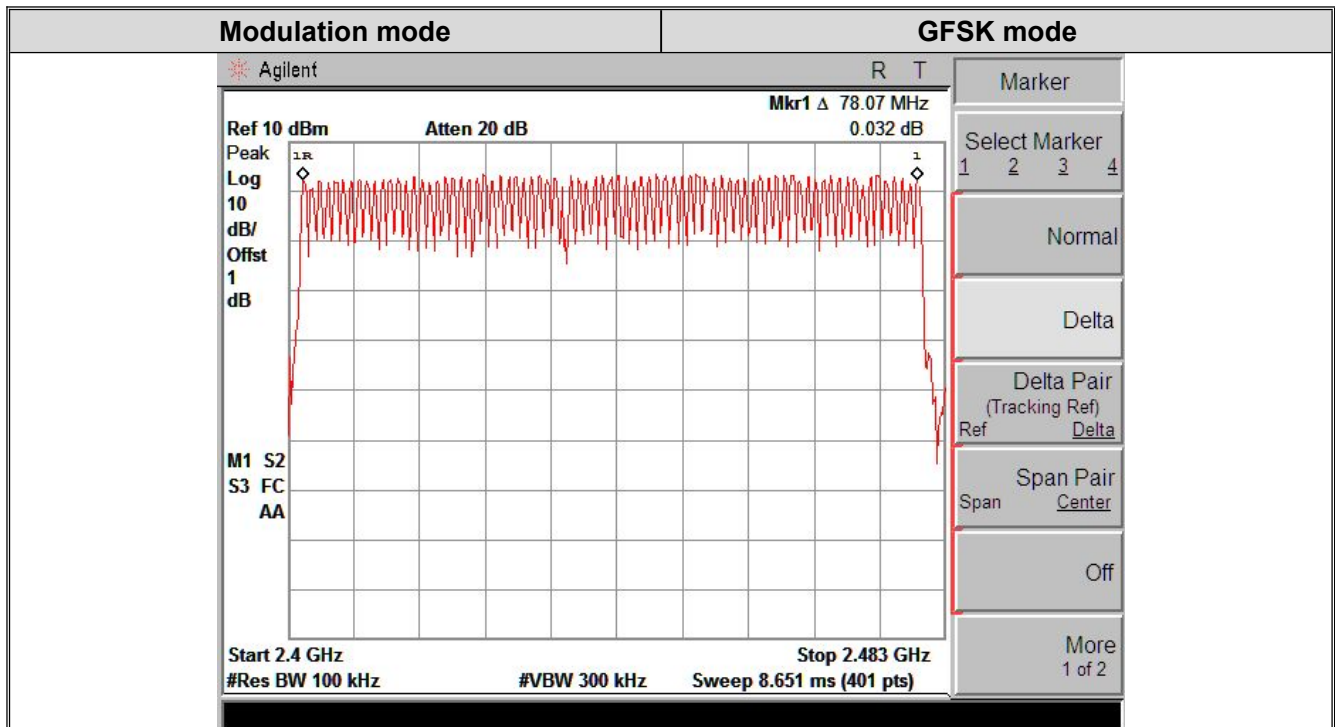 Modulation mode GFSK mode
Agilent R T
Mkr1 Δ 78.07 MHz
Ref 10 dBm Atten 20 dB 0.032 dB
Peak
Log
10
dB/
Offst
1
dB
1R 1
M1 S2
S3 FC
AA
Start 2.4 GHz Stop 2.483 GHz
#Res BW 100 kHz #VBW 300 kHz Sweep 8.651 ms (401 pts)
Marker
Select Marker
1 2 3 4
Normal
Delta
Delta Pair
(Tracking Ref)
Ref Delta
Span Pair
Span Center
Off
More
1 of 2